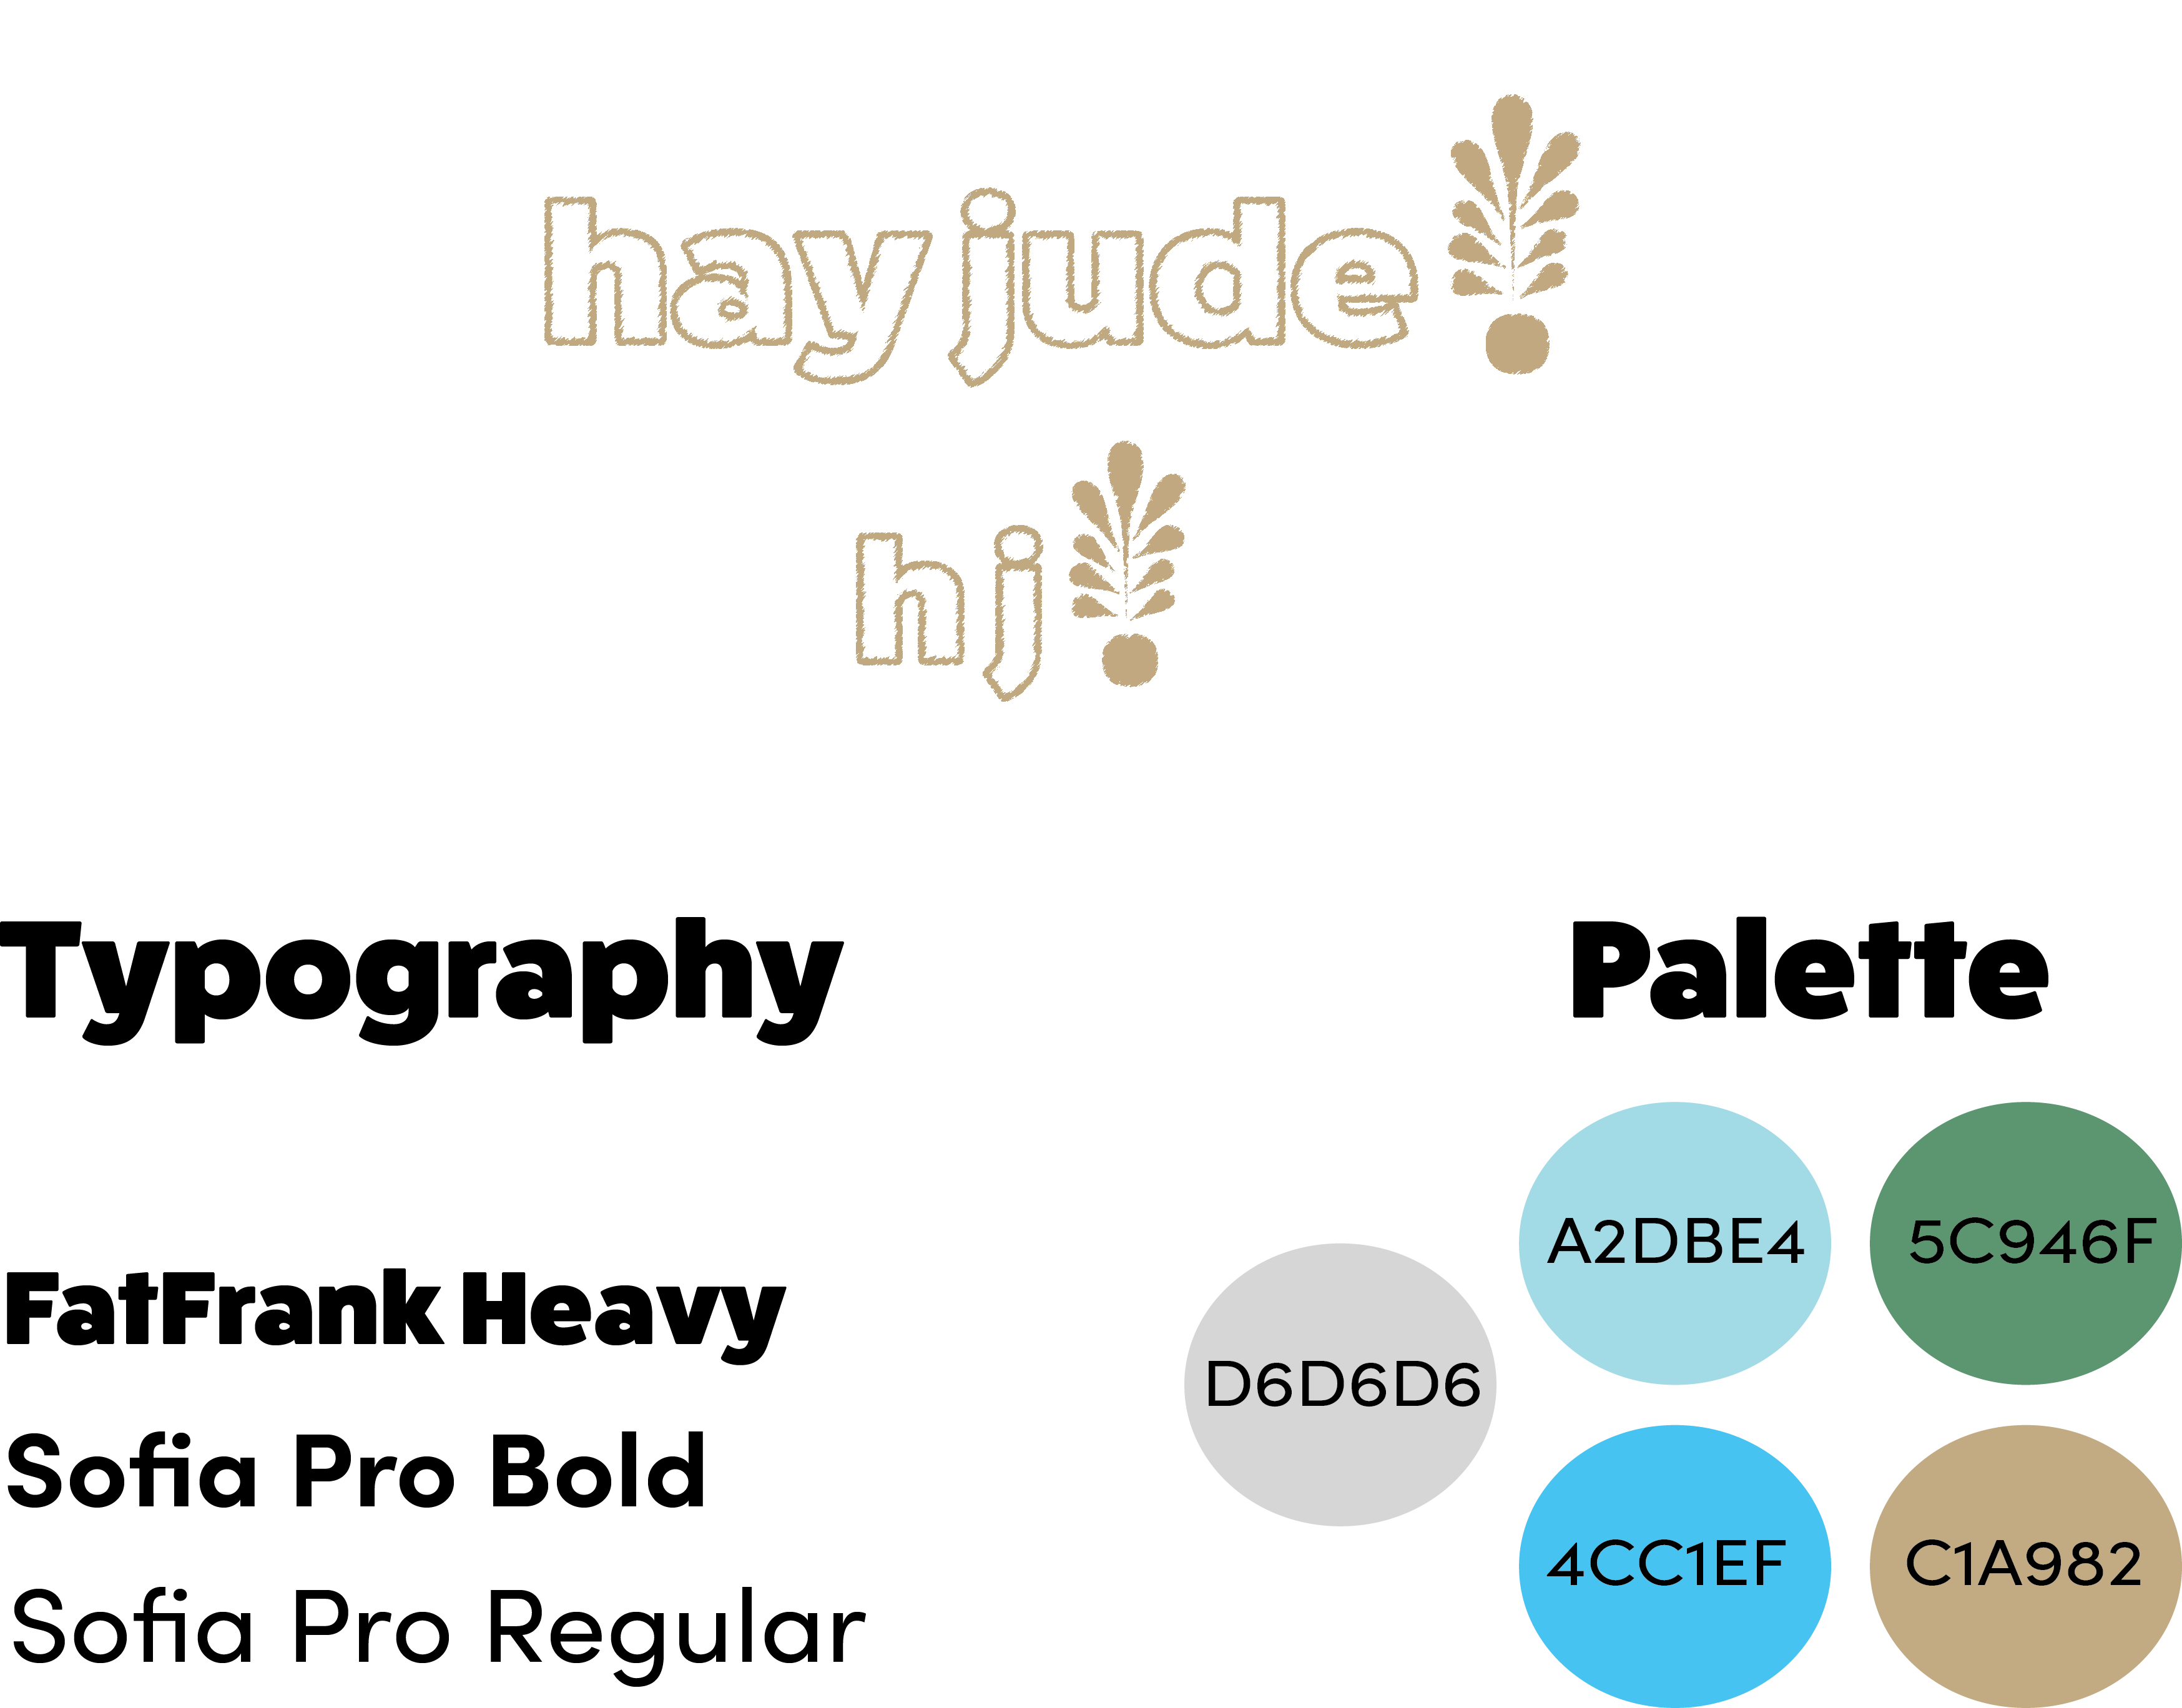 hay jude
hj
Typography
Palette
FatFrank Heavy
Sofia Pro Bold
Sofia Pro Regular
A2DBE4
5C946F
D6D6D6
4CC1EF
C1A982